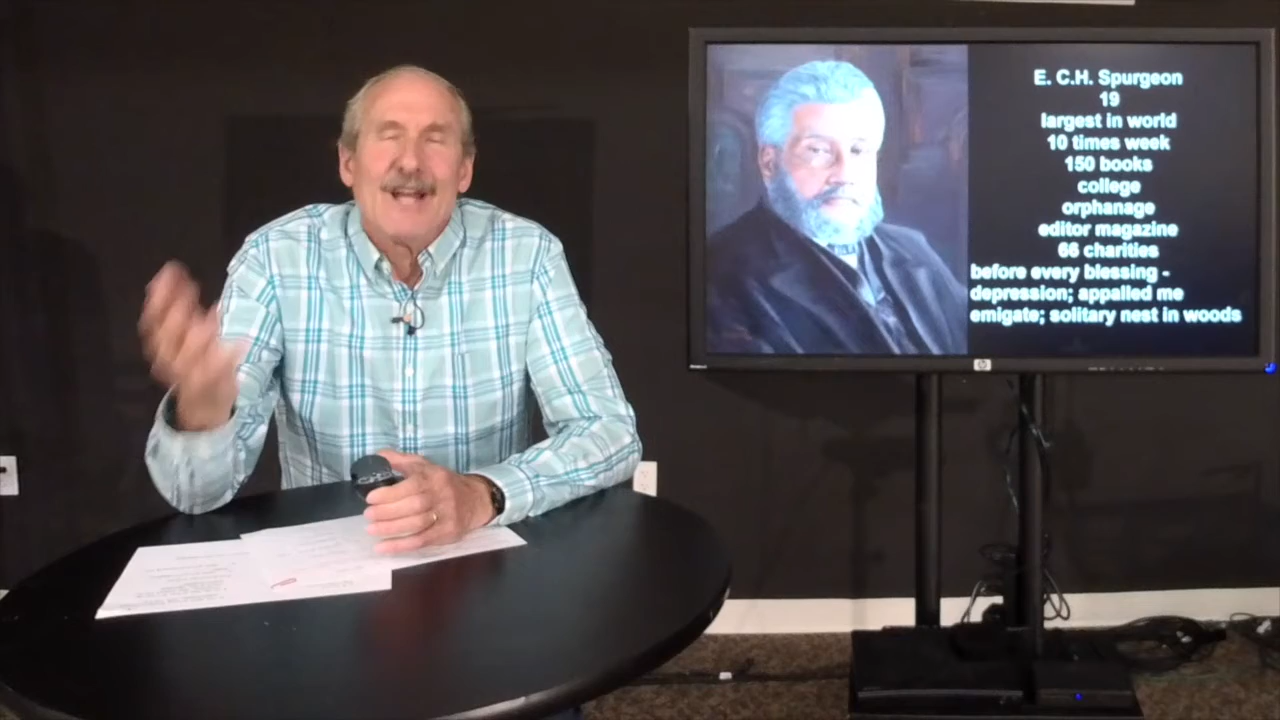 E. C.H. Spurgeon
19
largest in world
10 times week
150 books
college
orphanage
editor magazine
66 charities
before every blessing -
depression; appalled me
emigate; solitary nest in woods
hp